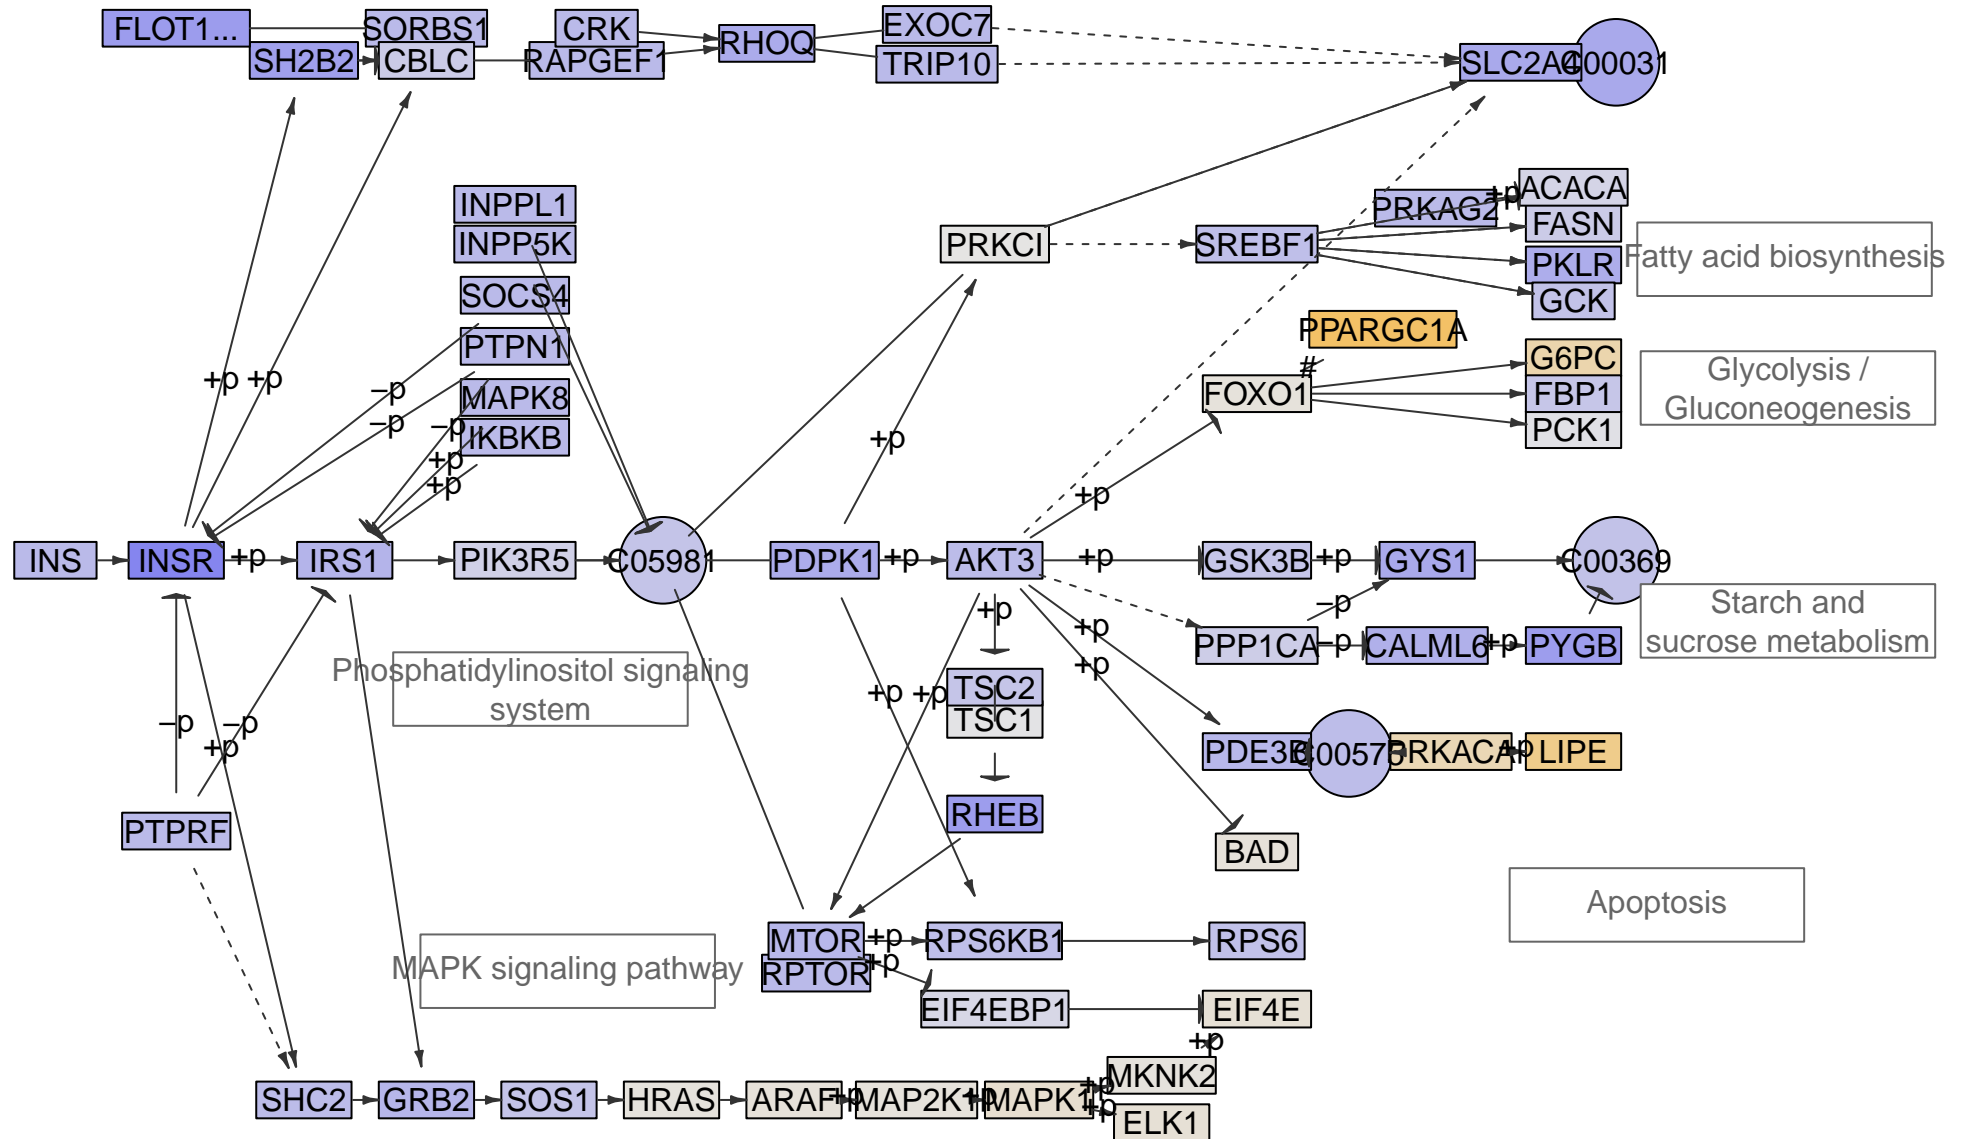 FLOT1...
SORBS1
CRK
EXOC7
SH2B2
CBLC
RAPGEF1
RHOQ
TRIP10
SLC2A4
C00031
INPPL1
INPP5K
SOCS4
PTPN1
MAPK8
IKBKB
PRKCI
SREBF1
PRKAG2
+p
ACACA
FASN
PKLR
GCK
Fatty acid biosynthesis
PPARGC1A
#
FOXO1
G6PC
FBP1
PCK1
Glycolysis /
Gluconeogenesis
+p
+p
−p
−p
−p
+p
+p
+p
+p
INS
INSR
+p
IRS1
PIK3R5
C05981
PDPK1
+p
AKT3
+p
GSK3B
+p
GYS1
C00369
−p
+p
+p
+p
PPP1CA
−p
CALML6
+p
PYGB
Starch and
sucrose metabolism
Phosphatidylinositol signaling
system
−p
−p
+p
+p
+p
TSC2
TSC1
PDE3B
C00575
PRKACA
+p
LIPE
PTPRF
RHEB
BAD
Apoptosis
MAPK signaling pathway
MTOR
RPTOR
+p
+p
RPS6KB1
RPS6
EIF4EBP1
EIF4E
+p
SHC2
GRB2
SOS1
HRAS
ARAF
+p
MAP2K1
+p
MAPK1
+p
+p
MKNK2
ELK1